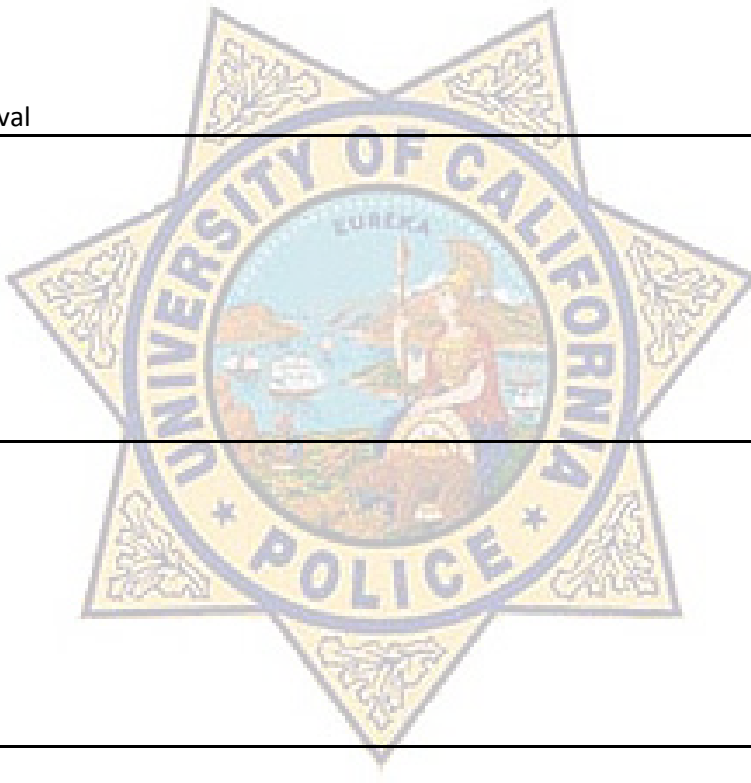 val
UNIVERSITY OF CALIFORNIA
EUREKA
★ POLICE ★